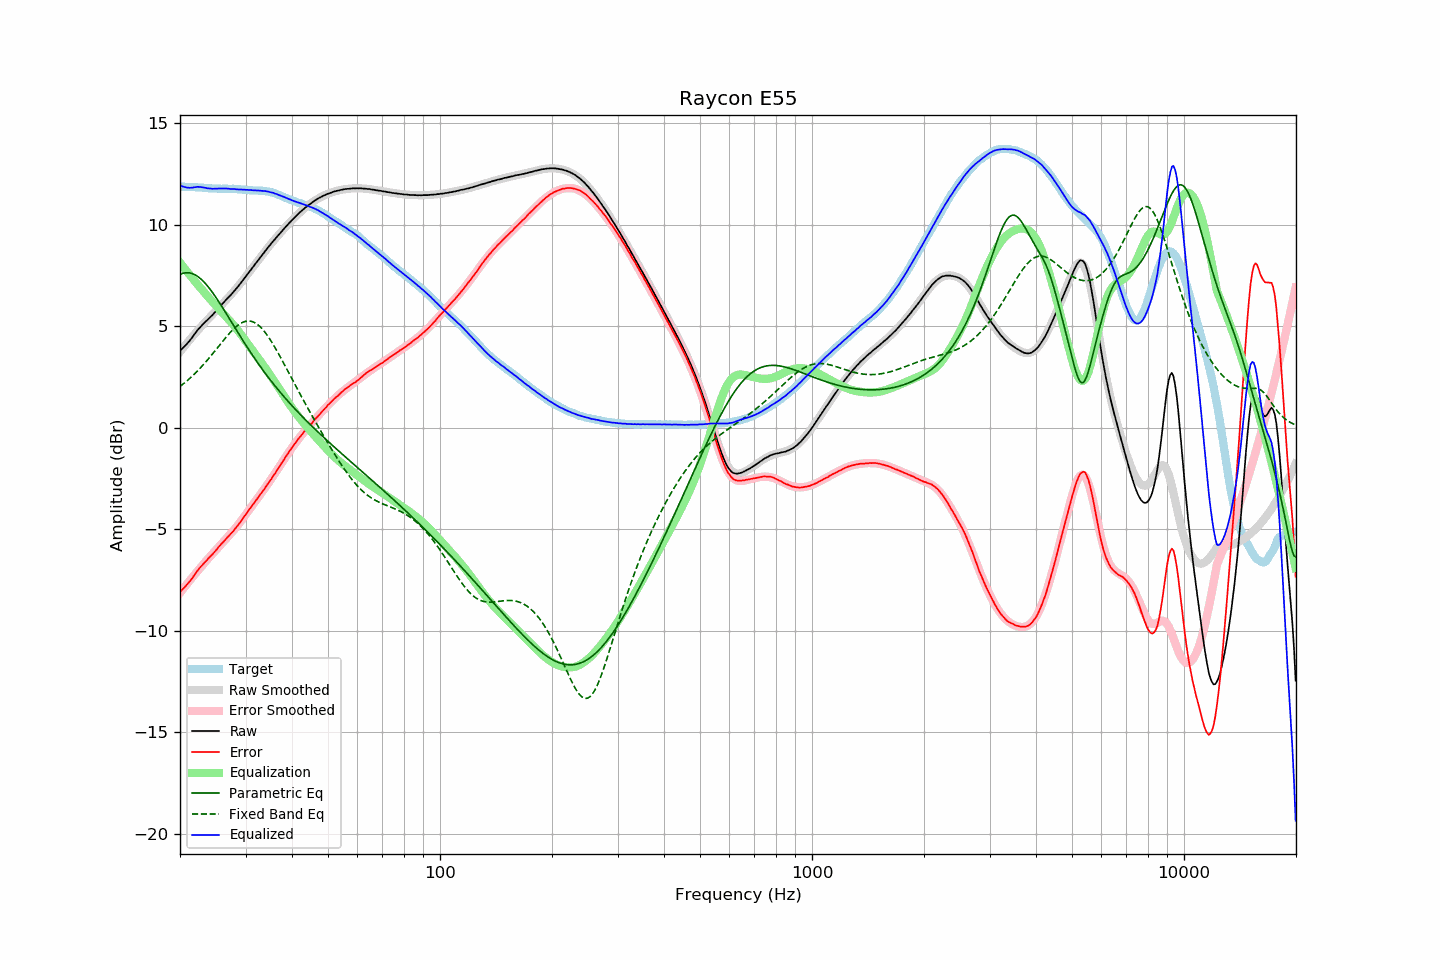 Raycon E55
Amplitude (dBr)
15
10
5
0
−5
−10
−15
−20
Target
Raw Smoothed
Error Smoothed
Raw
Error
Equalization
Parametric Eq
Fixed Band Eq
Equalized
100
1000
10000
Frequency (Hz)